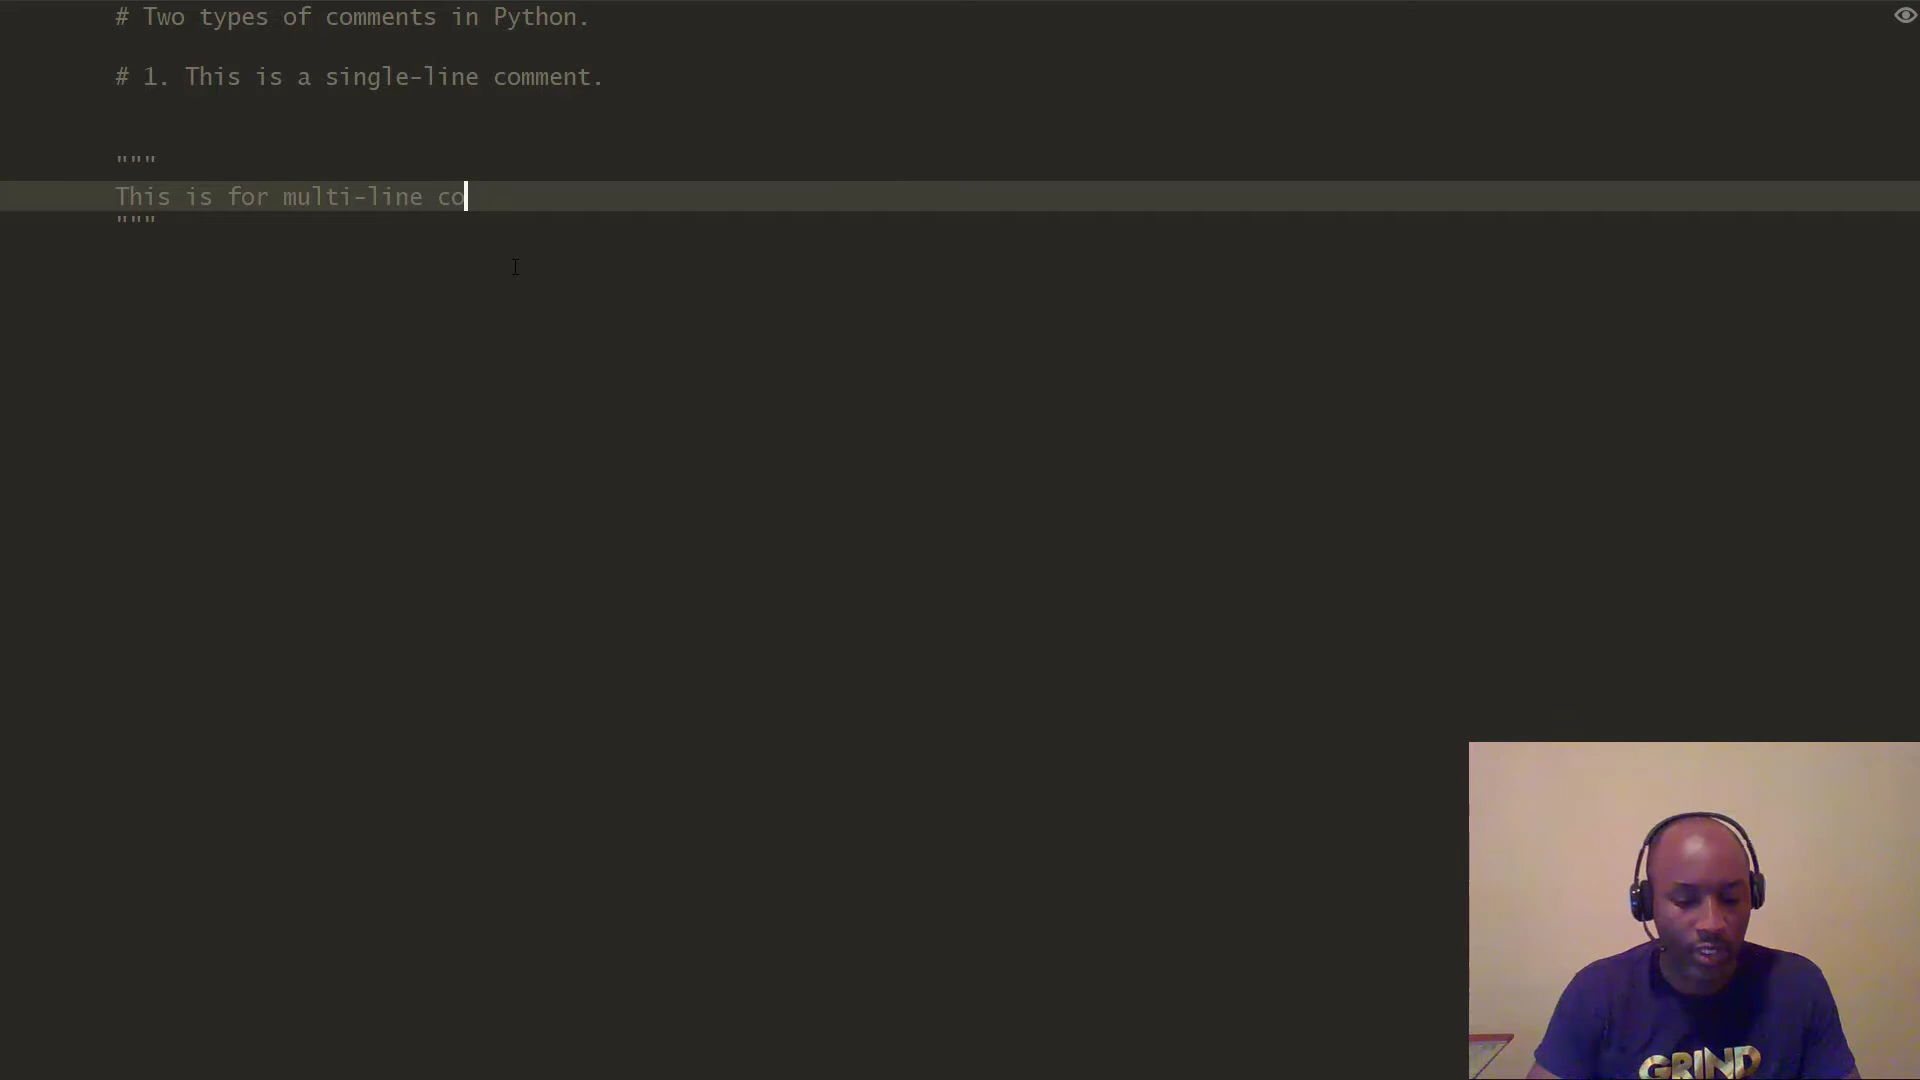 # Two types of comments in Python.
# 1. This is a single-line comment.
"""
This is for multi-line co
"""
GRIND